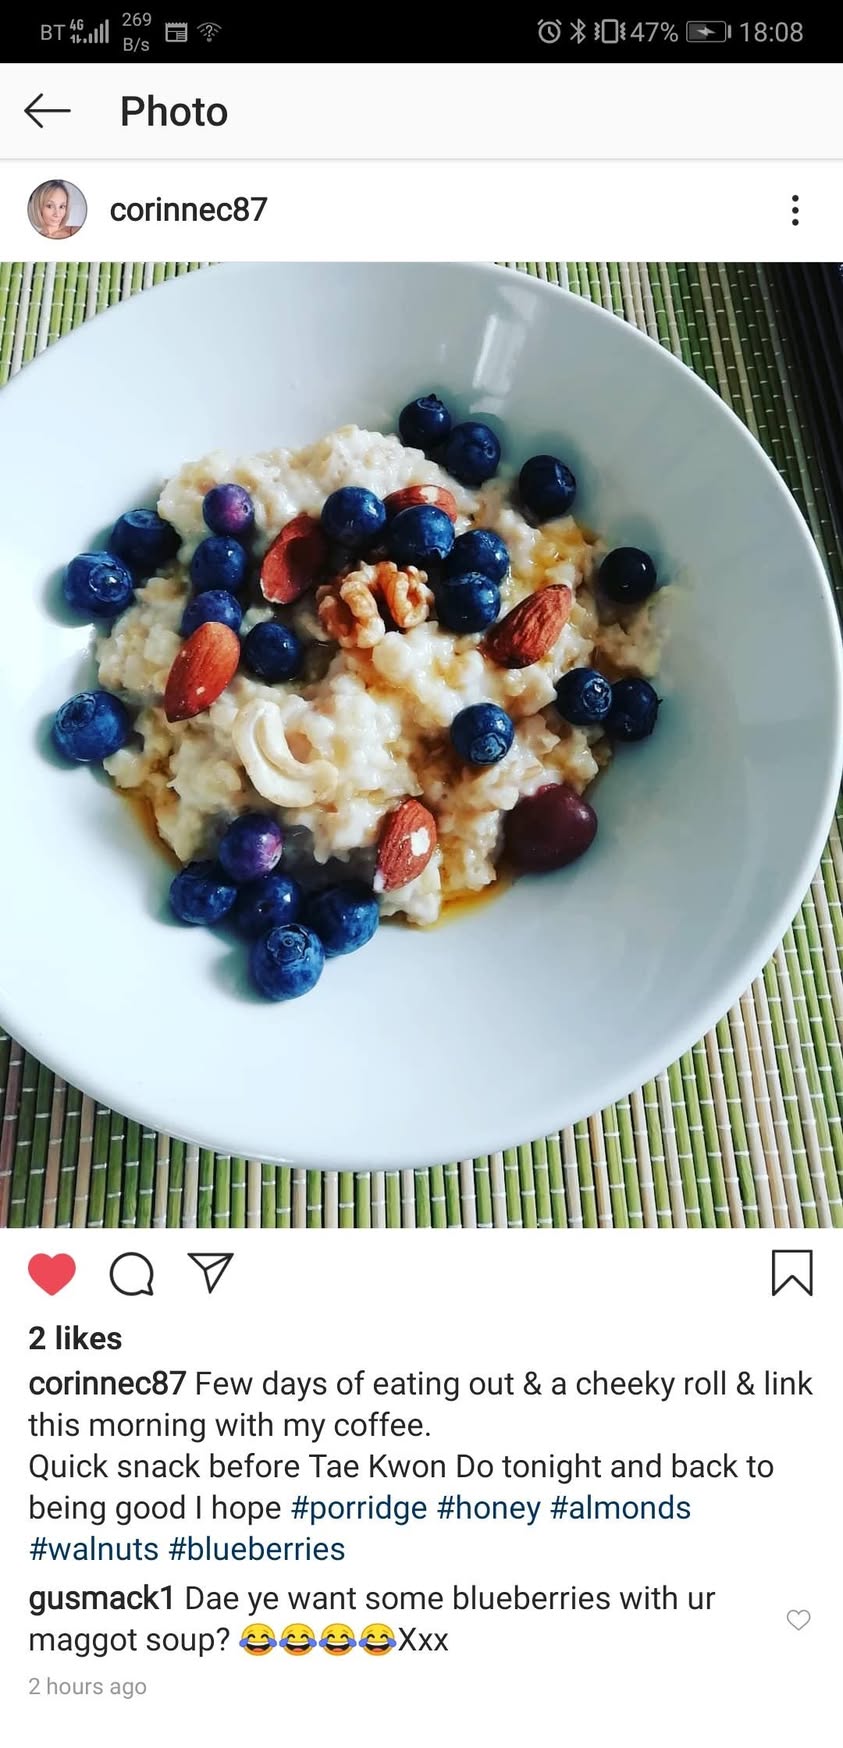 BT 4G 269 B/s 47% 18:08
Photo
corinnec87
2 likes
corinnec87 Few days of eating out & a cheeky roll & link
this morning with my coffee.
Quick snack before Tae Kwon Do tonight and back to
being good I hope #porridge #honey #almonds
#walnuts #blueberries
gusmack1 Dae ye want some blueberries with ur
maggot soup? 😂😂😂😂Xxx
2 hours ago